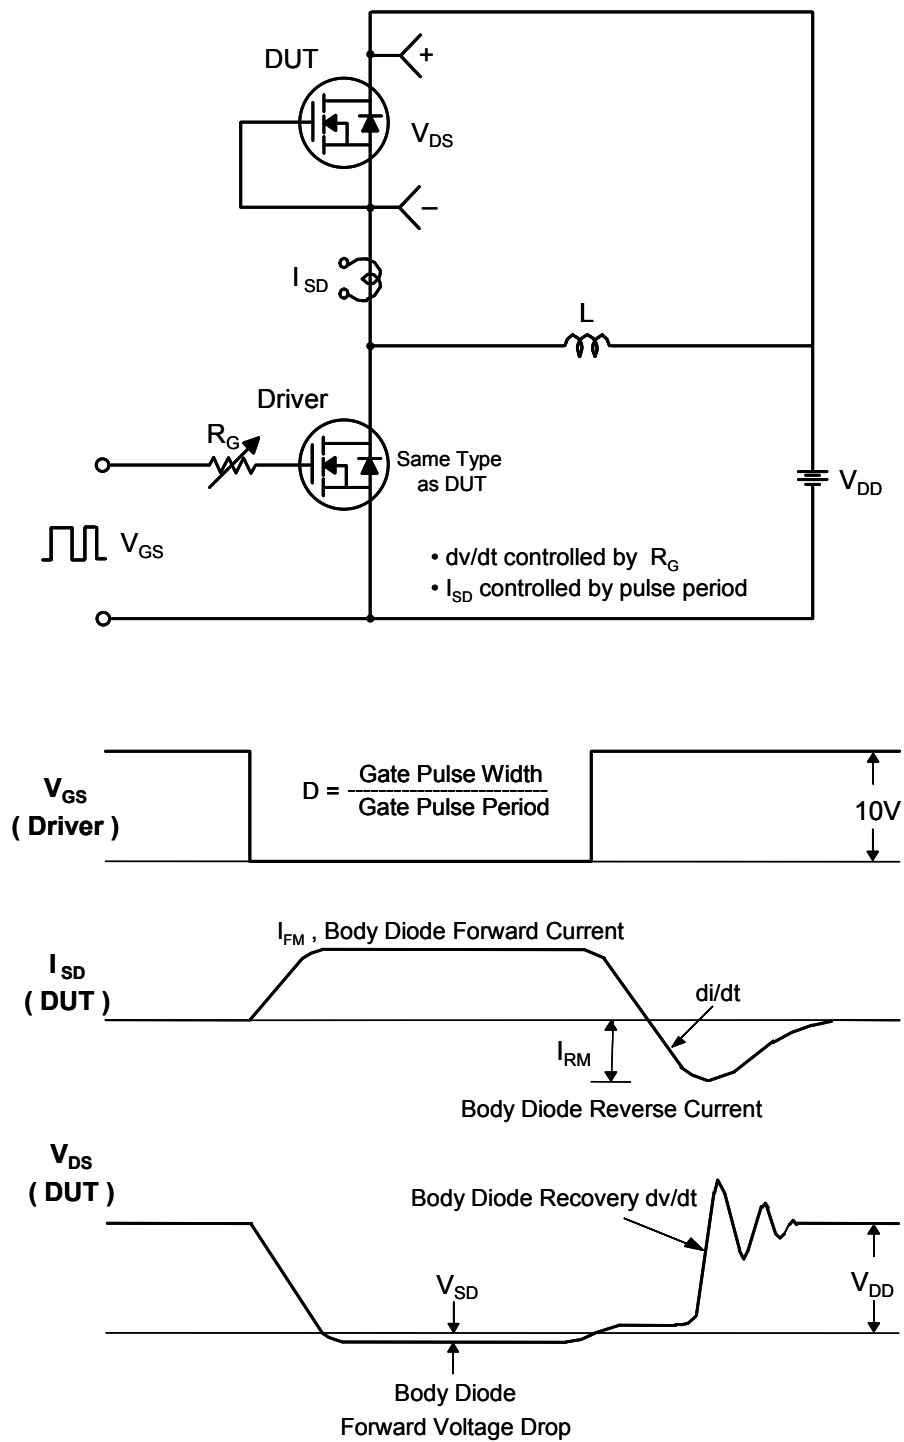 DUT
+
V_DS
−
I_SD
L
Driver
R_G
Same Type
as DUT
V_DD
V_GS
• dv/dt controlled by R_G
• I_SD controlled by pulse period
V_GS
( Driver )
D = Gate Pulse Width
--------------------------
Gate Pulse Period
10V
I_FM , Body Diode Forward Current
I_SD
( DUT )
di/dt
I_RM
Body Diode Reverse Current
V_DS
( DUT )
Body Diode Recovery dv/dt
V_SD
V_DD
Body Diode
Forward Voltage Drop